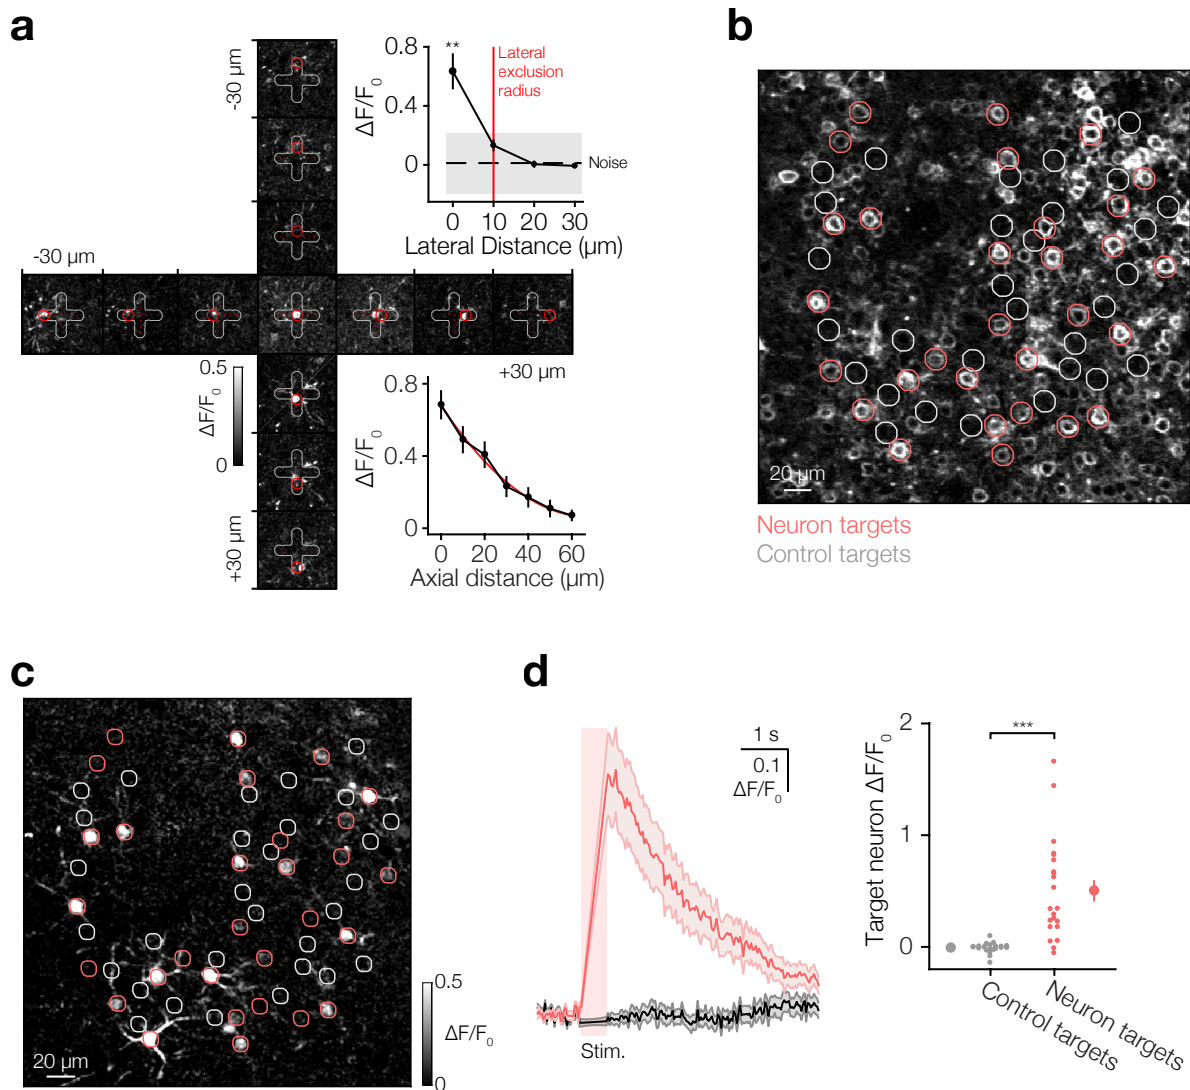 a
-30 µm
-30 µm
+30 µm
+30 µm
0.5
0
ΔF/F0
0.8
0.4
0
ΔF/F0
**
Lateral
exclusion
radius
Noise
0
10
20
30
Lateral Distance (µm)
0.8
0.4
0
ΔF/F0
0
20
40
60
Axial distance (µm)
b
20 µm
Neuron targets
Control targets
c
20 µm
0.5
0
ΔF/F0
d
1 s
0.1
ΔF/F0
Stim.
2
1
0
Target neuron ΔF/F0
***
Control targets
Neuron targets